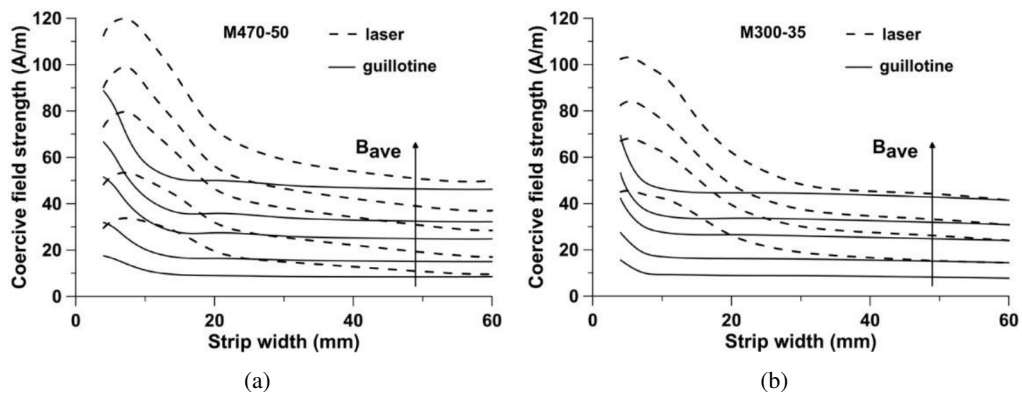 M470-50
laser
guillotine
Bave
Coercive field strength (A/m)
120
100
80
60
40
20
0
0
20
40
60
Strip width (mm)
(a)
M300-35
laser
guillotine
Bave
Coercive field strength (A/m)
120
100
80
60
40
20
0
0
20
40
60
Strip width (mm)
(b)